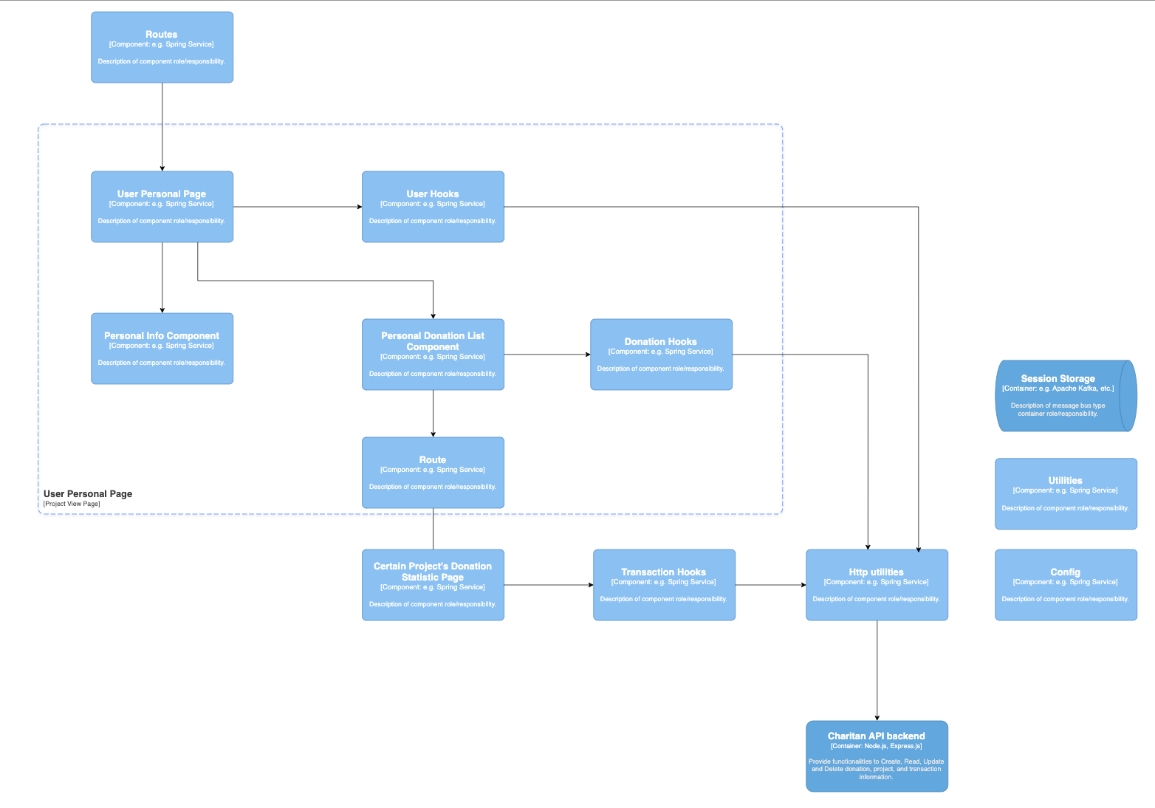 Routes
[Component: e.g. Spring Service]
Description of component role/responsibility.
User Personal Page
[Component: e.g. Spring Service]
Description of component role/responsibility.
User Hooks
[Component: e.g. Spring Service]
Description of component role/responsibility.
Personal Info Component
[Component: e.g. Spring Service]
Description of component role/responsibility.
Personal Donation List
Component
[Component: e.g. Spring Service]
Description of component role/responsibility.
Donation Hooks
[Component: e.g. Spring Service]
Description of component role/responsibility.
Session Storage
[Container: e.g. Apache Kafka, etc.]
Description of message bus type
container role/responsibility.
Route
[Component: e.g. Spring Service]
Description of component role/responsibility.
Utilities
[Component: e.g. Spring Service]
Description of component role/responsibility.
User Personal Page
[Project View Page]
Certain Project's Donation
Statistic Page
[Component: e.g. Spring Service]
Description of component role/responsibility.
Transaction Hooks
[Component: e.g. Spring Service]
Description of component role/responsibility.
Http utilities
[Component: e.g. Spring Service]
Description of component role/responsibility.
Config
[Component: e.g. Spring Service]
Description of component role/responsibility.
Charitan API backend
[Container: Node.js, Express.js]
Provide functionalities to Create, Read, Update
and Delete donation, project, and transaction
information.